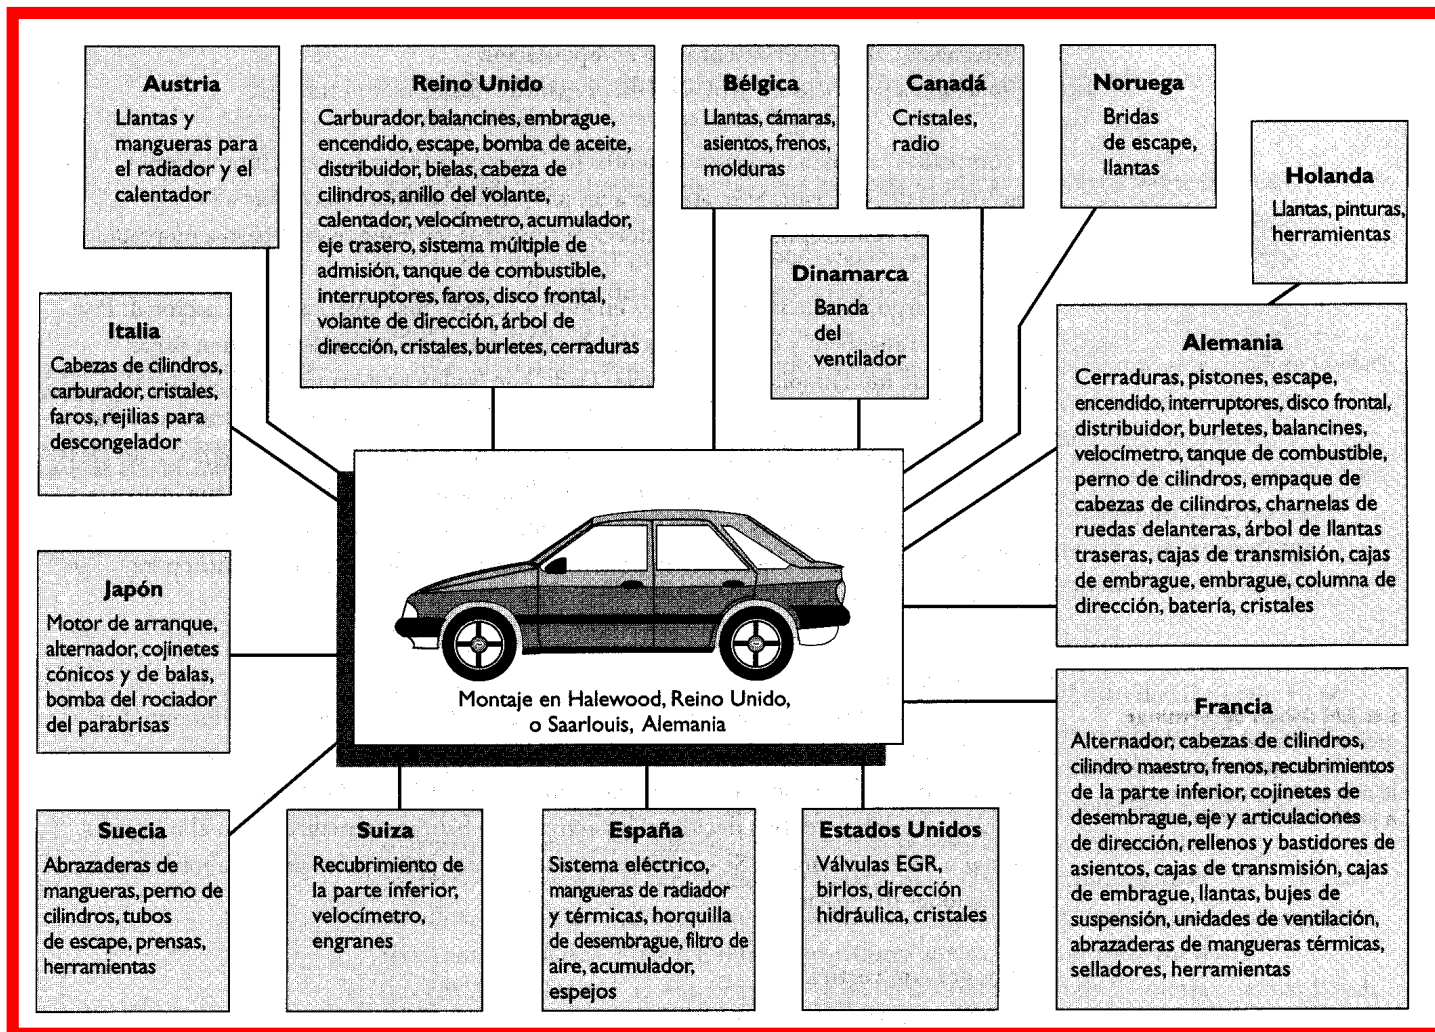 Austria
Llantas y
mangueras para
el radiador y el
calentador
Reino Unido
Carburador, balancines, embrague,
encendido, escape, bomba de aceite,
distribuidor, bielas, cabeza de
cilindros, anillo del volante,
calentador, velocímetro, acumulador,
eje trasero, sistema múltiple de
admisión, tanque de combustible,
interruptores, faros, disco frontal,
volante de dirección, árbol de
dirección, cristales, burletes, cerraduras
Bélgica
Llantas, cámaras,
asientos, frenos,
molduras
Canadá
Cristales,
radio
Noruega
Bridas
de escape,
llantas
Holanda
Llantas, pinturas,
herramientas
Dinamarca
Banda
del
ventilador
Italia
Cabezas de cilindros,
carburador, cristales,
faros, rejilias para
descongelador
Alemania
Cerraduras, pistones, escape,
encendido, interruptores, disco frontal,
distribuidor, burletes, balancines,
velocímetro, tanque de combustible,
perno de cilindros, empaque de
cabezas de cilindros, charnelas de
ruedas delanteras, árbol de llantas
traseras, cajas de transmisión, cajas
de embrague, embrague, columna de
dirección, batería, cristales
Japón
Motor de arranque,
alternador, cojinetes
cónicos y de balas,
bomba del rociador
del parabrisas
Montaje en Halewood, Reino Unido,
o Saarlouis, Alemania
Francia
Alternador, cabezas de cilindros,
cilindro maestro, frenos, recubrimientos
de la parte inferior, cojinetes de
desembrague, eje y articulaciones
de dirección, rellenos y bastidores de
asientos, cajas de transmisión, cajas
de embrague, llantas, bujes de
suspensión, unidades de ventilación,
abrazaderas de mangueras térmicas,
selladores, herramientas
Suecia
Abrazaderas de
mangueras, perno de
cilindros, tubos
de escape, prensas,
herramientas
Suiza
Recubrimiento de
la parte inferior,
velocímetro,
engranes
España
Sistema eléctrico,
mangueras de radiador
y térmicas, horquilla
de desembrague, filtro de
aire, acumulador,
espejos
Estados Unidos
Válvulas EGR,
birlos, dirección
hidráulica, cristales